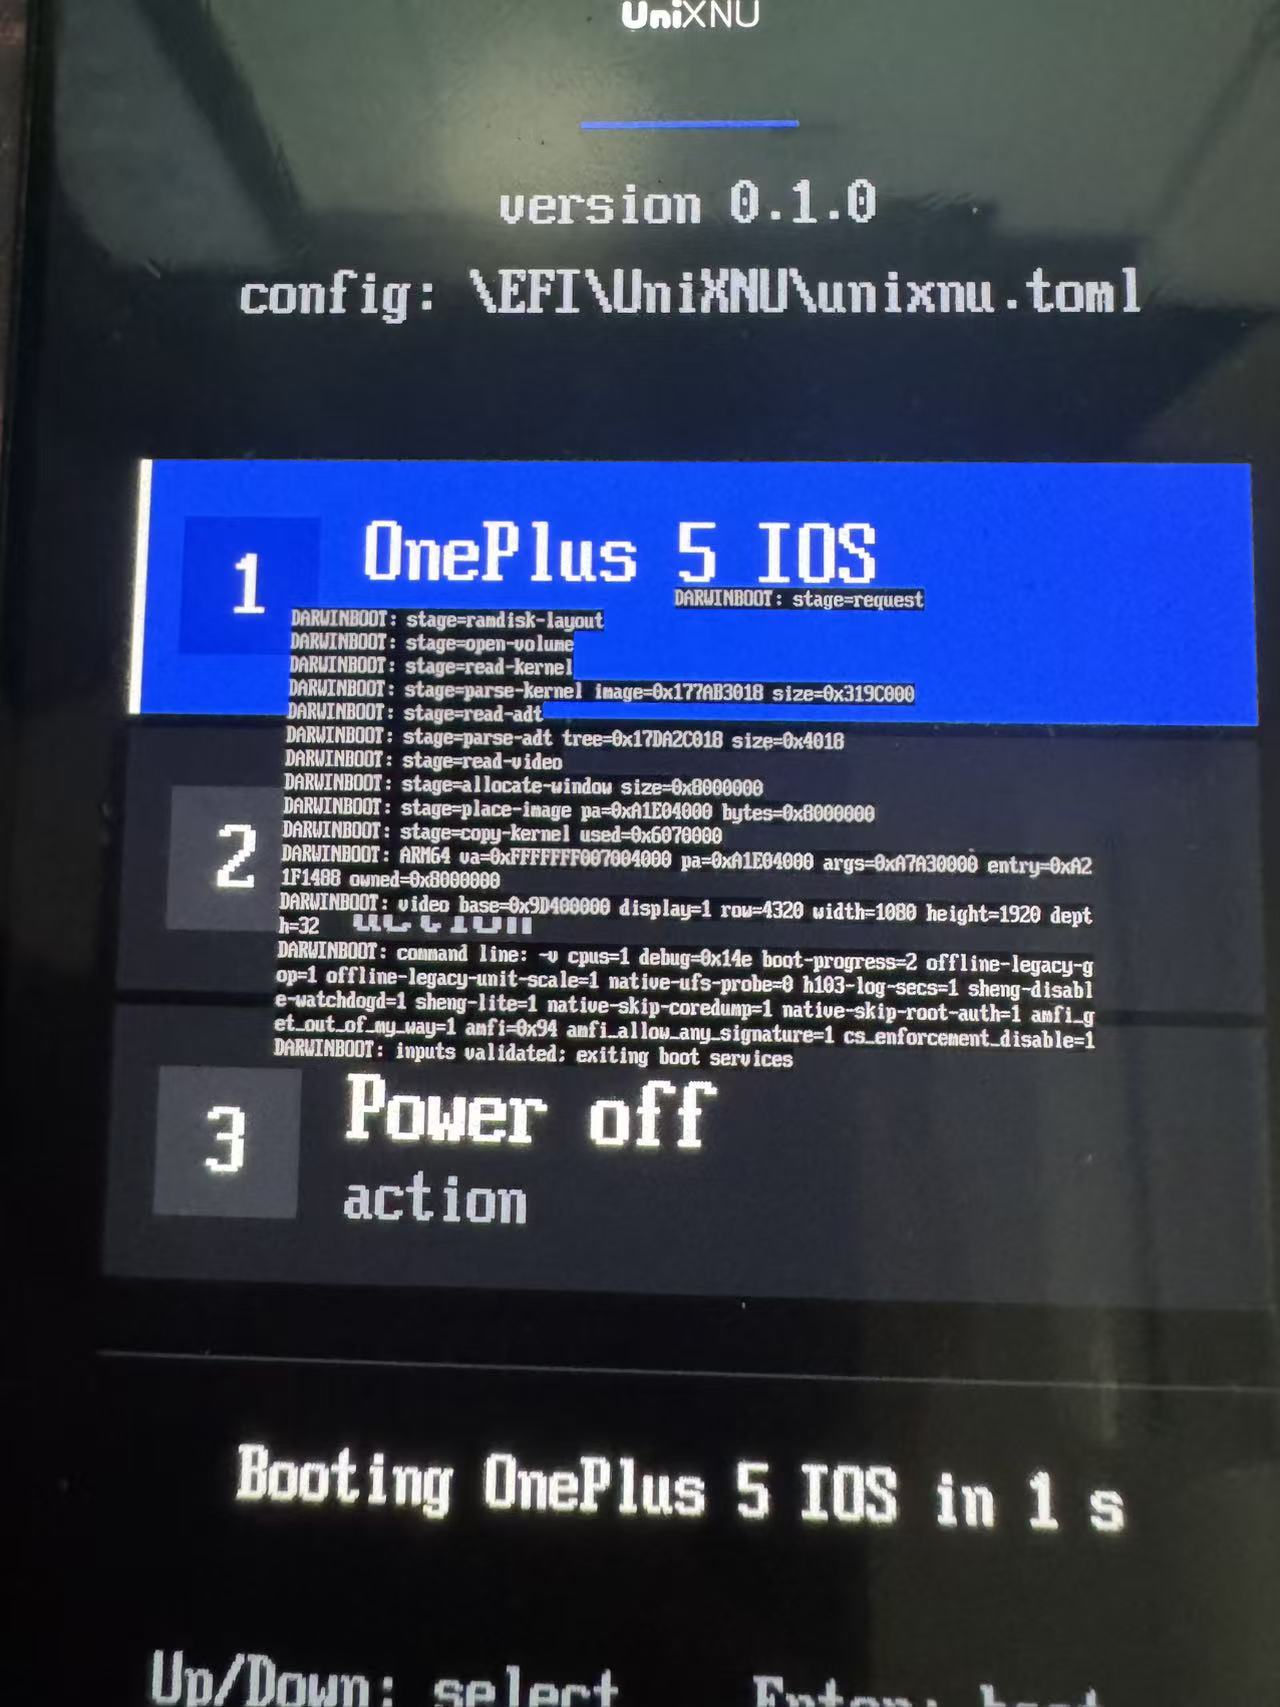 UniXNU
version 0.1.0
config: \EFI\UniXNU\unixnu.toml
1
OnePlus 5 IOS
DARWINBOOT: stage=request
DARWINBOOT: stage=ramdisk-layout
DARWINBOOT: stage=open-volume
DARWINBOOT: stage=read-kernel
DARWINBOOT: stage=parse-kernel image=0x177AB3018 size=0x319C000
DARWINBOOT: stage=read-adt
DARWINBOOT: stage=parse-adt tree=0x17DA2C018 size=0x4018
DARWINBOOT: stage=read-video
DARWINBOOT: stage=allocate-window size=0x8000000
DARWINBOOT: stage=place-image pa=0xA1E04000 bytes=0x8000000
DARWINBOOT: stage=copy-kernel used=0x6070000
2
DARWINBOOT: ARM64 va=0xFFFFFFF007004000 pa=0xA1E04000 args=0xA7A30000 entry=0xA2
1F1488 owned=0x8000000
DARWINBOOT: video base=0x9D400000 display=1 row=4320 width=1080 height=1920 dept
h=32
action
DARWINBOOT: command line: -v cpus=1 debug=0x14e boot-progress=2 offline-legacy-g
op=1 offline-legacy-unit-scale=1 native-ufs-probe=0 h103-log-secs=1 sheng-disabl
e-watchdogd=1 sheng-lite=1 native-skip-coredump=1 native-skip-root-auth=1 amfi_g
et_out_of_my_way=1 amfi=0x94 amfi_allow_any_signature=1 cs_enforcement_disable=1
DARWINBOOT: inputs validated; exiting boot services
3
Power off
action
Booting OnePlus 5 IOS in 1 s
Up/Down: select Enter: boot